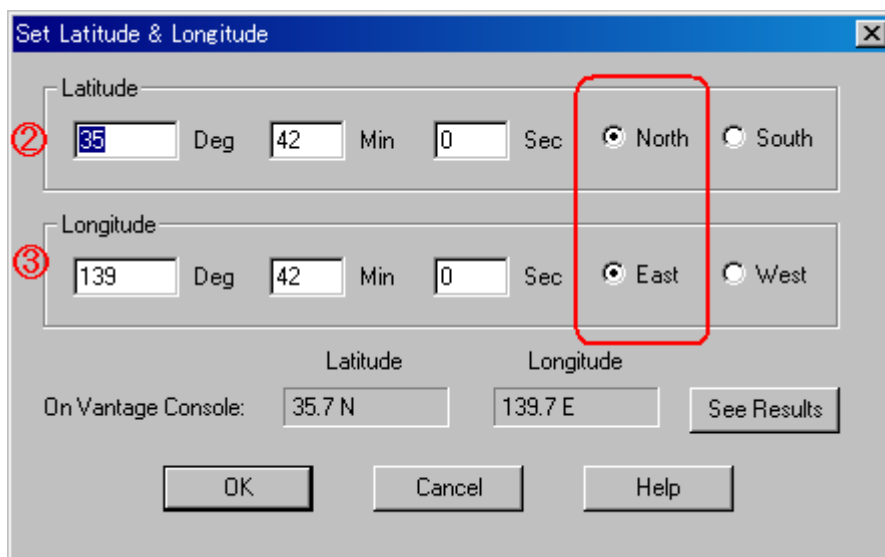 Set Latitude & Longitude
Latitude
② 35 Deg 42 Min 0 Sec North South
Longitude
③ 139 Deg 42 Min 0 Sec East West
Latitude Longitude
On Vantage Console: 35.7 N 139.7 E See Results
OK Cancel Help